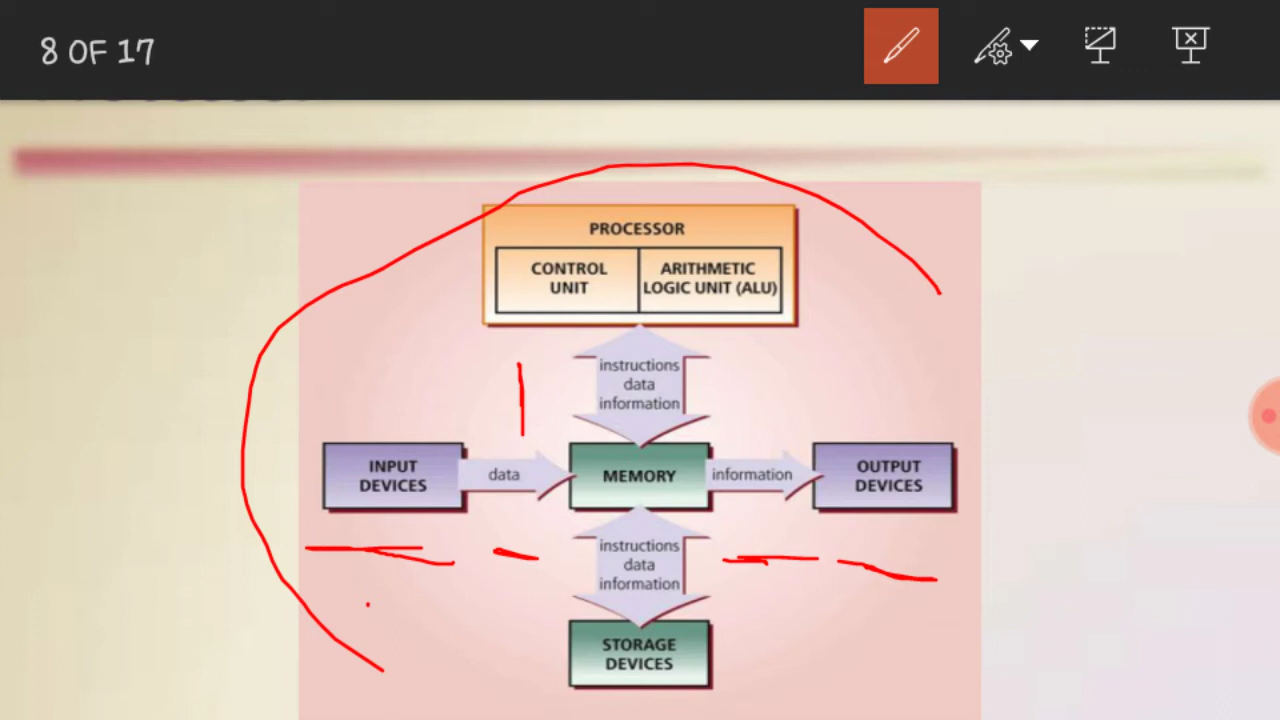 8 OF 17
PROCESSOR
CONTROL
UNIT
ARITHMETIC
LOGIC UNIT (ALU)
instructions
data
information
INPUT
DEVICES
data
MEMORY
information
OUTPUT
DEVICES
instructions
data
information
STORAGE
DEVICES